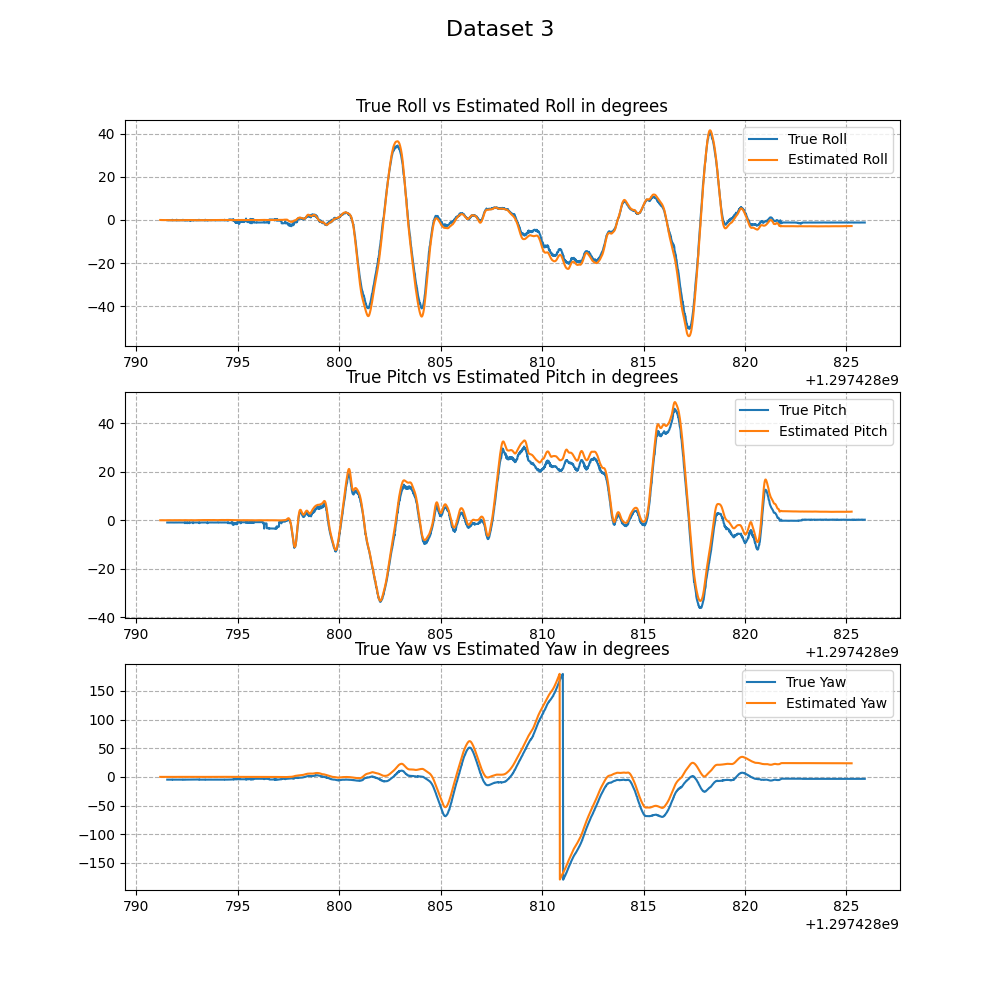 Dataset 3
True Roll vs Estimated Roll in degrees
40
20
0
−20
−40
True Roll
Estimated Roll
790 795 800 805 810 815 820 825
+1.297428e9
True Pitch vs Estimated Pitch in degrees
40
20
0
−20
−40
True Pitch
Estimated Pitch
790 795 800 805 810 815 820 825
+1.297428e9
True Yaw vs Estimated Yaw in degrees
150
100
50
0
−50
−100
−150
True Yaw
Estimated Yaw
790 795 800 805 810 815 820 825
+1.297428e9